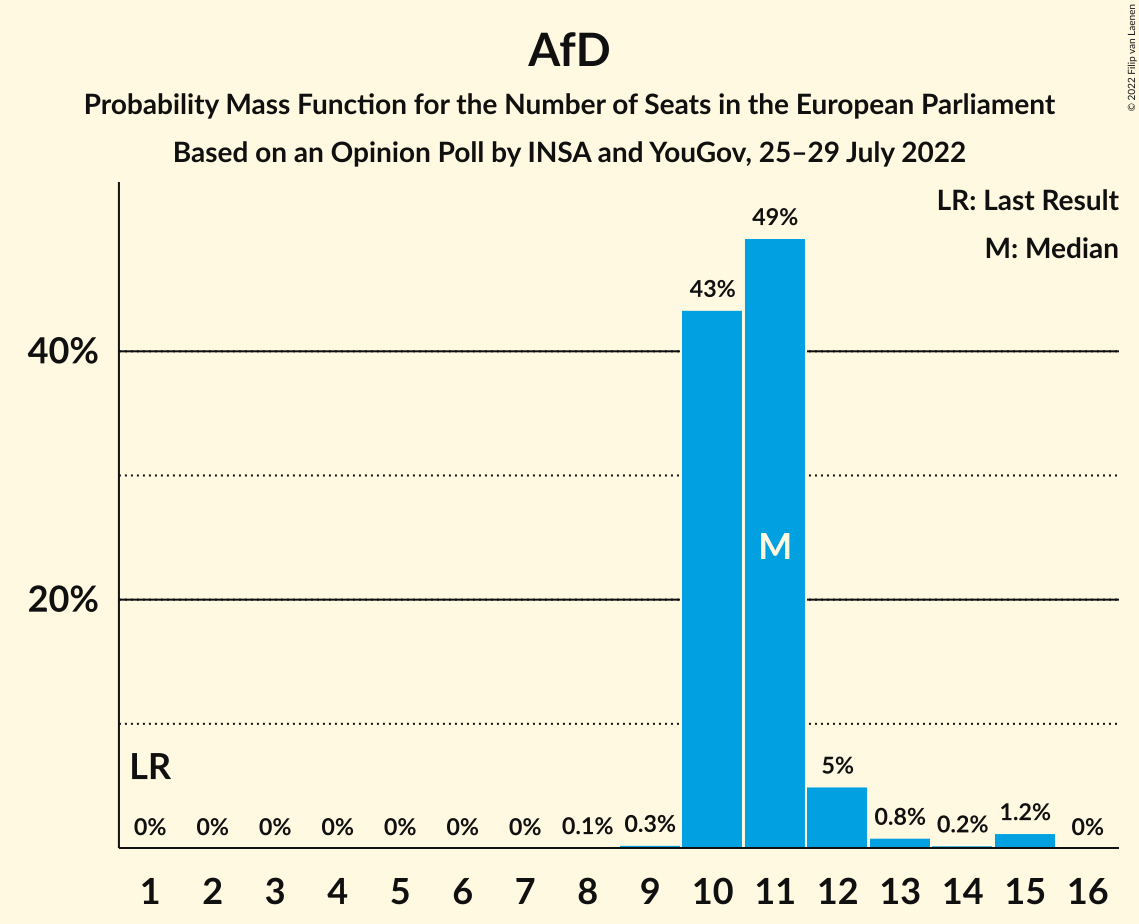 AfD
Probability Mass Function for the Number of Seats in the European Parliament
Based on an Opinion Poll by INSA and YouGov, 25–29 July 2022
© 2022 Filip van Laenen
LR: Last Result
M: Median
49%
43%
40%
M
20%
LR
5%
0% 0% 0% 0% 0% 0% 0% 0.1% 0.3% 0.8% 0.2% 1.2% 0%
1 2 3 4 5 6 7 8 9 10 11 12 13 14 15 16